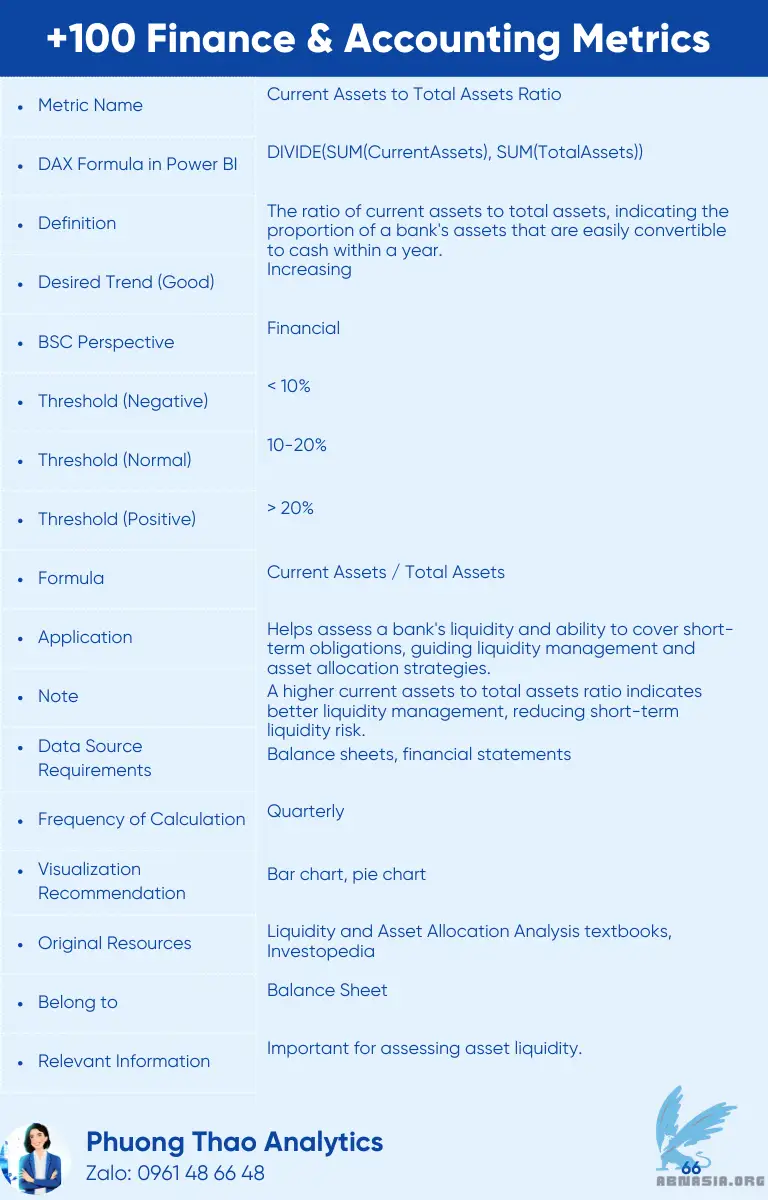 +100 Finance & Accounting Metrics
• Metric Name
Current Assets to Total Assets Ratio
• DAX Formula in Power BI
DIVIDE(SUM(CurrentAssets), SUM(TotalAssets))
• Definition
The ratio of current assets to total assets, indicating the
proportion of a bank's assets that are easily convertible
to cash within a year.
• Desired Trend (Good)
Increasing
• BSC Perspective
Financial
• Threshold (Negative)
< 10%
• Threshold (Normal)
10-20%
• Threshold (Positive)
> 20%
• Formula
Current Assets / Total Assets
• Application
Helps assess a bank's liquidity and ability to cover short-
term obligations, guiding liquidity management and
asset allocation strategies.
• Note
A higher current assets to total assets ratio indicates
better liquidity management, reducing short-term
liquidity risk.
• Data Source
Requirements
Balance sheets, financial statements
• Frequency of Calculation
Quarterly
• Visualization
Recommendation
Bar chart, pie chart
• Original Resources
Liquidity and Asset Allocation Analysis textbooks,
Investopedia
• Belong to
Balance Sheet
• Relevant Information
Important for assessing asset liquidity.
Phuong Thao Analytics
Zalo: 0961 48 66 48
66
ABNASIA.ORG